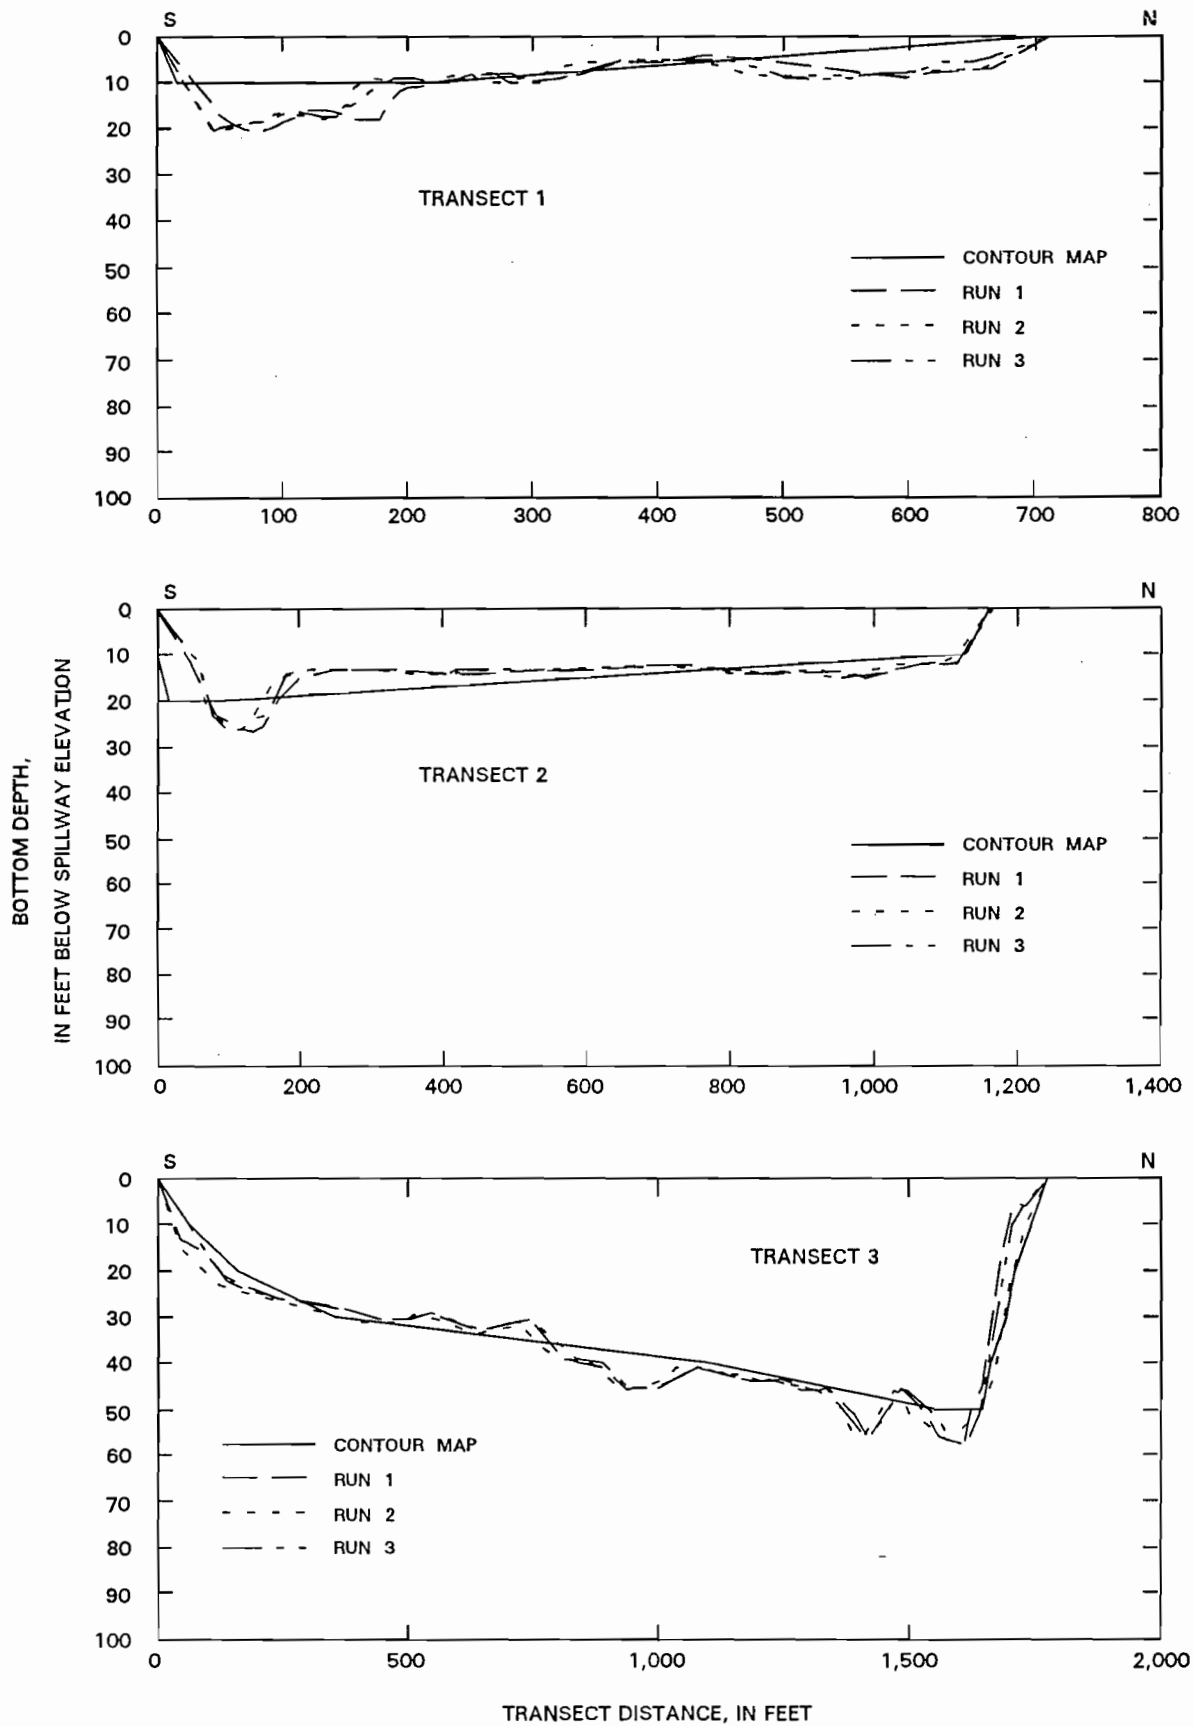 S N
0
10
20
30
40
50
60
70
80
90
100
TRANSECT 1
CONTOUR MAP
RUN 1
RUN 2
RUN 3
0 100 200 300 400 500 600 700 800
S N
0
10
20
30
40
50
60
70
80
90
100
TRANSECT 2
CONTOUR MAP
RUN 1
RUN 2
RUN 3
0 200 400 600 800 1,000 1,200 1,400
BOTTOM DEPTH,
IN FEET BELOW SPILLWAY ELEVATION
S N
0
10
20
30
40
50
60
70
80
90
100
TRANSECT 3
CONTOUR MAP
RUN 1
RUN 2
RUN 3
0 500 1,000 1,500 2,000
TRANSECT DISTANCE, IN FEET